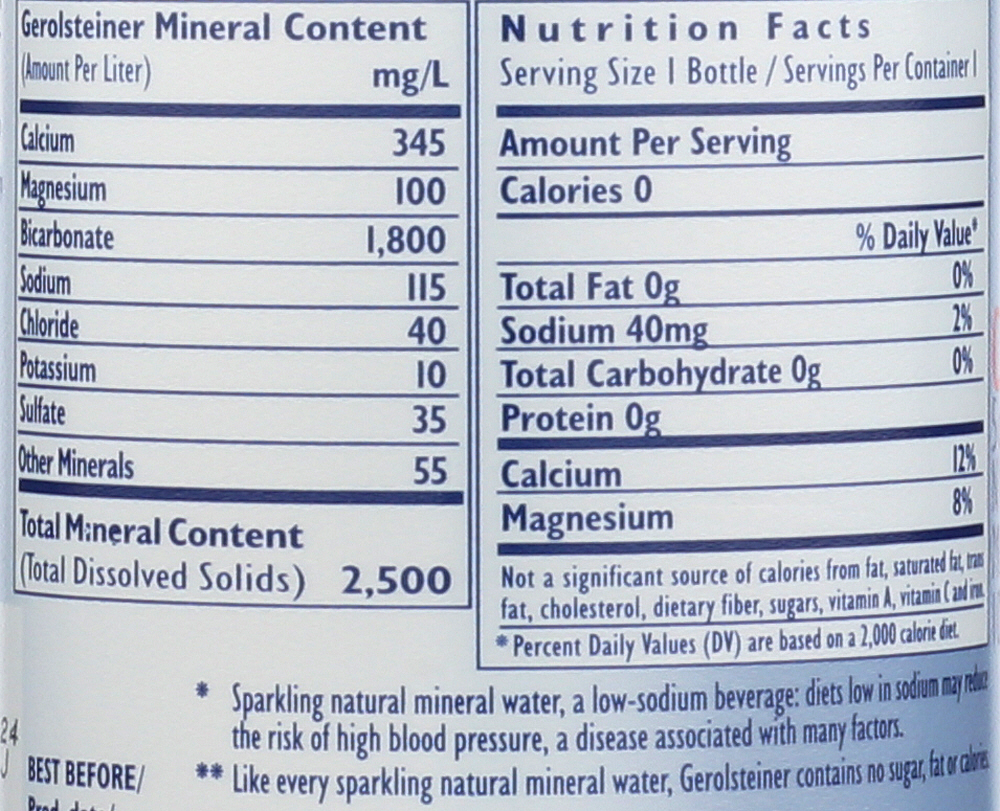 Gerolsteiner Mineral Content
(Amount Per Liter) mg/L
Calcium 345
Magnesium 100
Bicarbonate 1,800
Sodium 115
Chloride 40
Potassium 10
Sulfate 35
Other Minerals 55
Total Mineral Content
(Total Dissolved Solids) 2,500
Nutrition Facts
Serving Size 1 Bottle / Servings Per Container 1
Amount Per Serving
Calories 0
% Daily Value*
Total Fat 0g 0%
Sodium 40mg 2%
Total Carbohydrate 0g 0%
Protein 0g
Calcium 12%
Magnesium 8%
Not a significant source of calories from fat, saturated fat, trans
fat, cholesterol, dietary fiber, sugars, vitamin A, vitamin C and iron.
* Percent Daily Values (DV) are based on a 2,000 calorie diet.
* Sparkling natural mineral water, a low-sodium beverage: diets low in sodium may reduce
the risk of high blood pressure, a disease associated with many factors.
** Like every sparkling natural mineral water, Gerolsteiner contains no sugar, fat or calories.
24
BEST BEFORE/